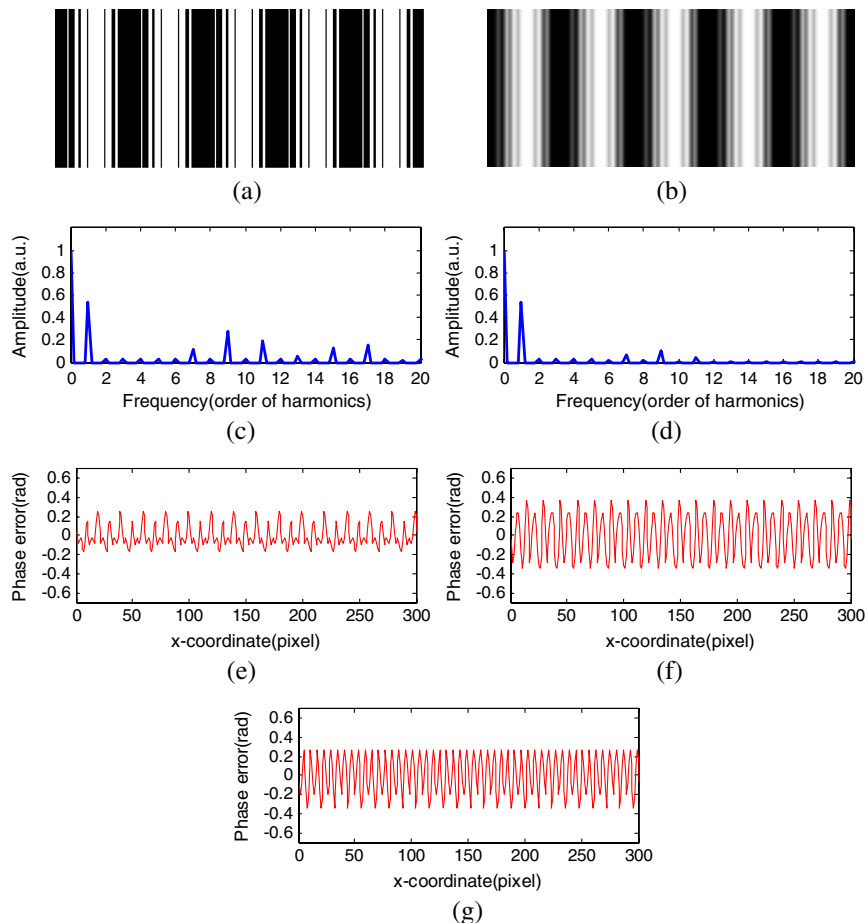 (a)
(b)
Amplitude(a.u.)
1
0.8
0.6
0.4
0.2
0
0 2 4 6 8 10 12 14 16 18 20
Frequency(order of harmonics)
(c)
Amplitude(a.u.)
1
0.8
0.6
0.4
0.2
0
0 2 4 6 8 10 12 14 16 18 20
Frequency(order of harmonics)
(d)
Phase error(rad)
0.6
0.4
0.2
0
-0.2
-0.4
-0.6
0 50 100 150 200 250 300
x-coordinate(pixel)
(e)
Phase error(rad)
0.6
0.4
0.2
0
-0.2
-0.4
-0.6
0 50 100 150 200 250 300
x-coordinate(pixel)
(f)
Phase error(rad)
0.6
0.4
0.2
0
-0.2
-0.4
-0.6
0 50 100 150 200 250 300
x-coordinate(pixel)
(g)